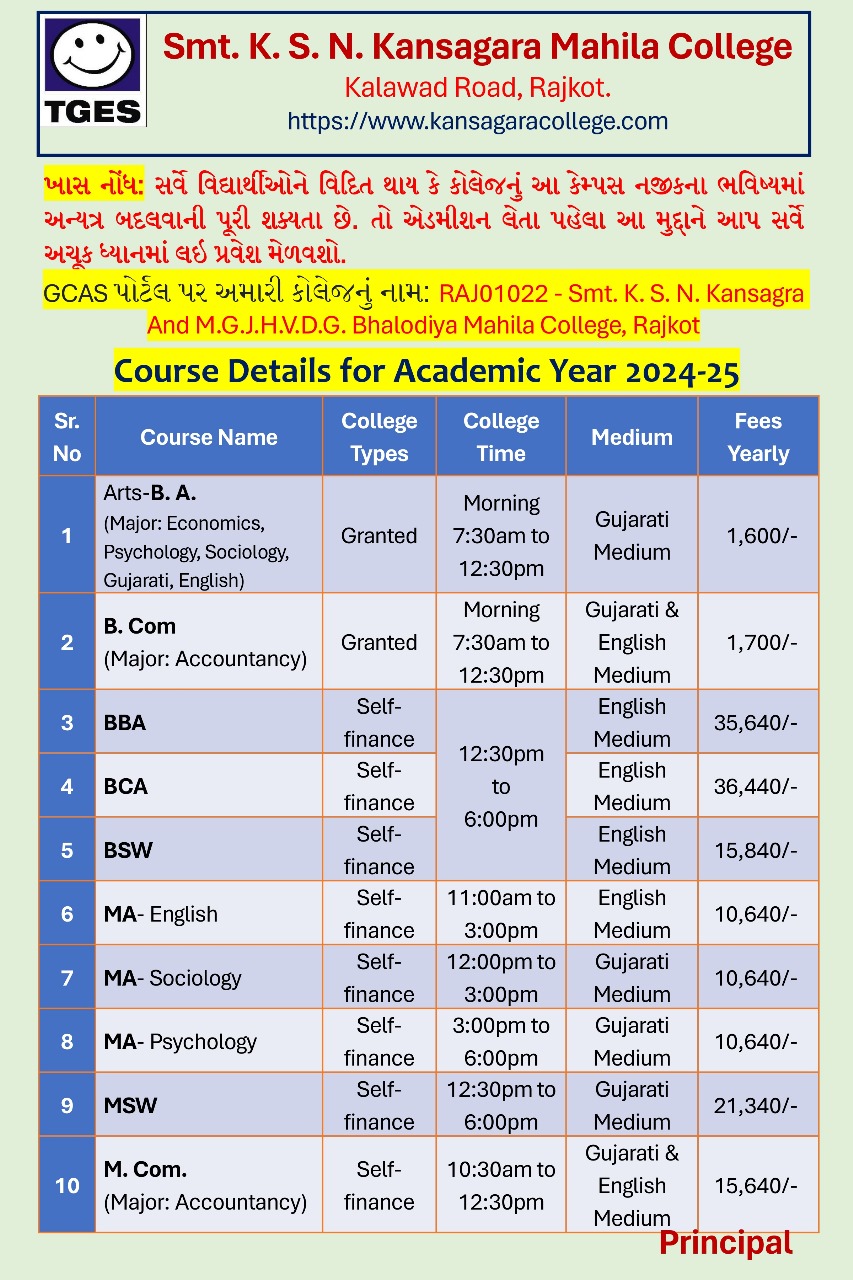 TGES
Smt. K. S. N. Kansagara Mahila College
Kalawad Road, Rajkot.
https://www.kansagaracollege.com
ખાસ નોંધ: સર્વે વિદ્યાર્થીઓને વિદિત થાય કે કોલેજનું આ કેમ્પસ નજીકના ભવિષ્યમાં
અન્યત્ર બદલવાની પૂરી શક્યતા છે. તો એડમીશન લેતા પહેલા આ મુદ્દાને આપ સર્વે
અચૂક ધ્યાનમાં લઇ પ્રવેશ મેળવશો.
GCAS પોર્ટલ પર અમારી કોલેજનું નામ: RAJ01022 - Smt. K. S. N. Kansagra
And M.G.J.H.V.D.G. Bhalodiya Mahila College, Rajkot
Course Details for Academic Year 2024-25
Sr. No Course Name College Types College Time Medium Fees Yearly
1 Arts-B. A. (Major: Economics, Psychology, Sociology, Gujarati, English) Granted Morning 7:30am to 12:30pm Gujarati Medium 1,600/-
2 B. Com (Major: Accountancy) Granted Morning 7:30am to 12:30pm Gujarati & English Medium 1,700/-
3 BBA Self-finance 12:30pm to 6:00pm English Medium 35,640/-
4 BCA Self-finance English Medium 36,440/-
5 BSW Self-finance English Medium 15,840/-
6 MA- English Self-finance 11:00am to 3:00pm English Medium 10,640/-
7 MA- Sociology Self-finance 12:00pm to 3:00pm Gujarati Medium 10,640/-
8 MA- Psychology Self-finance 3:00pm to 6:00pm Gujarati Medium 10,640/-
9 MSW Self-finance 12:30pm to 6:00pm Gujarati Medium 21,340/-
10 M. Com. (Major: Accountancy) Self-finance 10:30am to 12:30pm Gujarati & English Medium 15,640/-
Principal